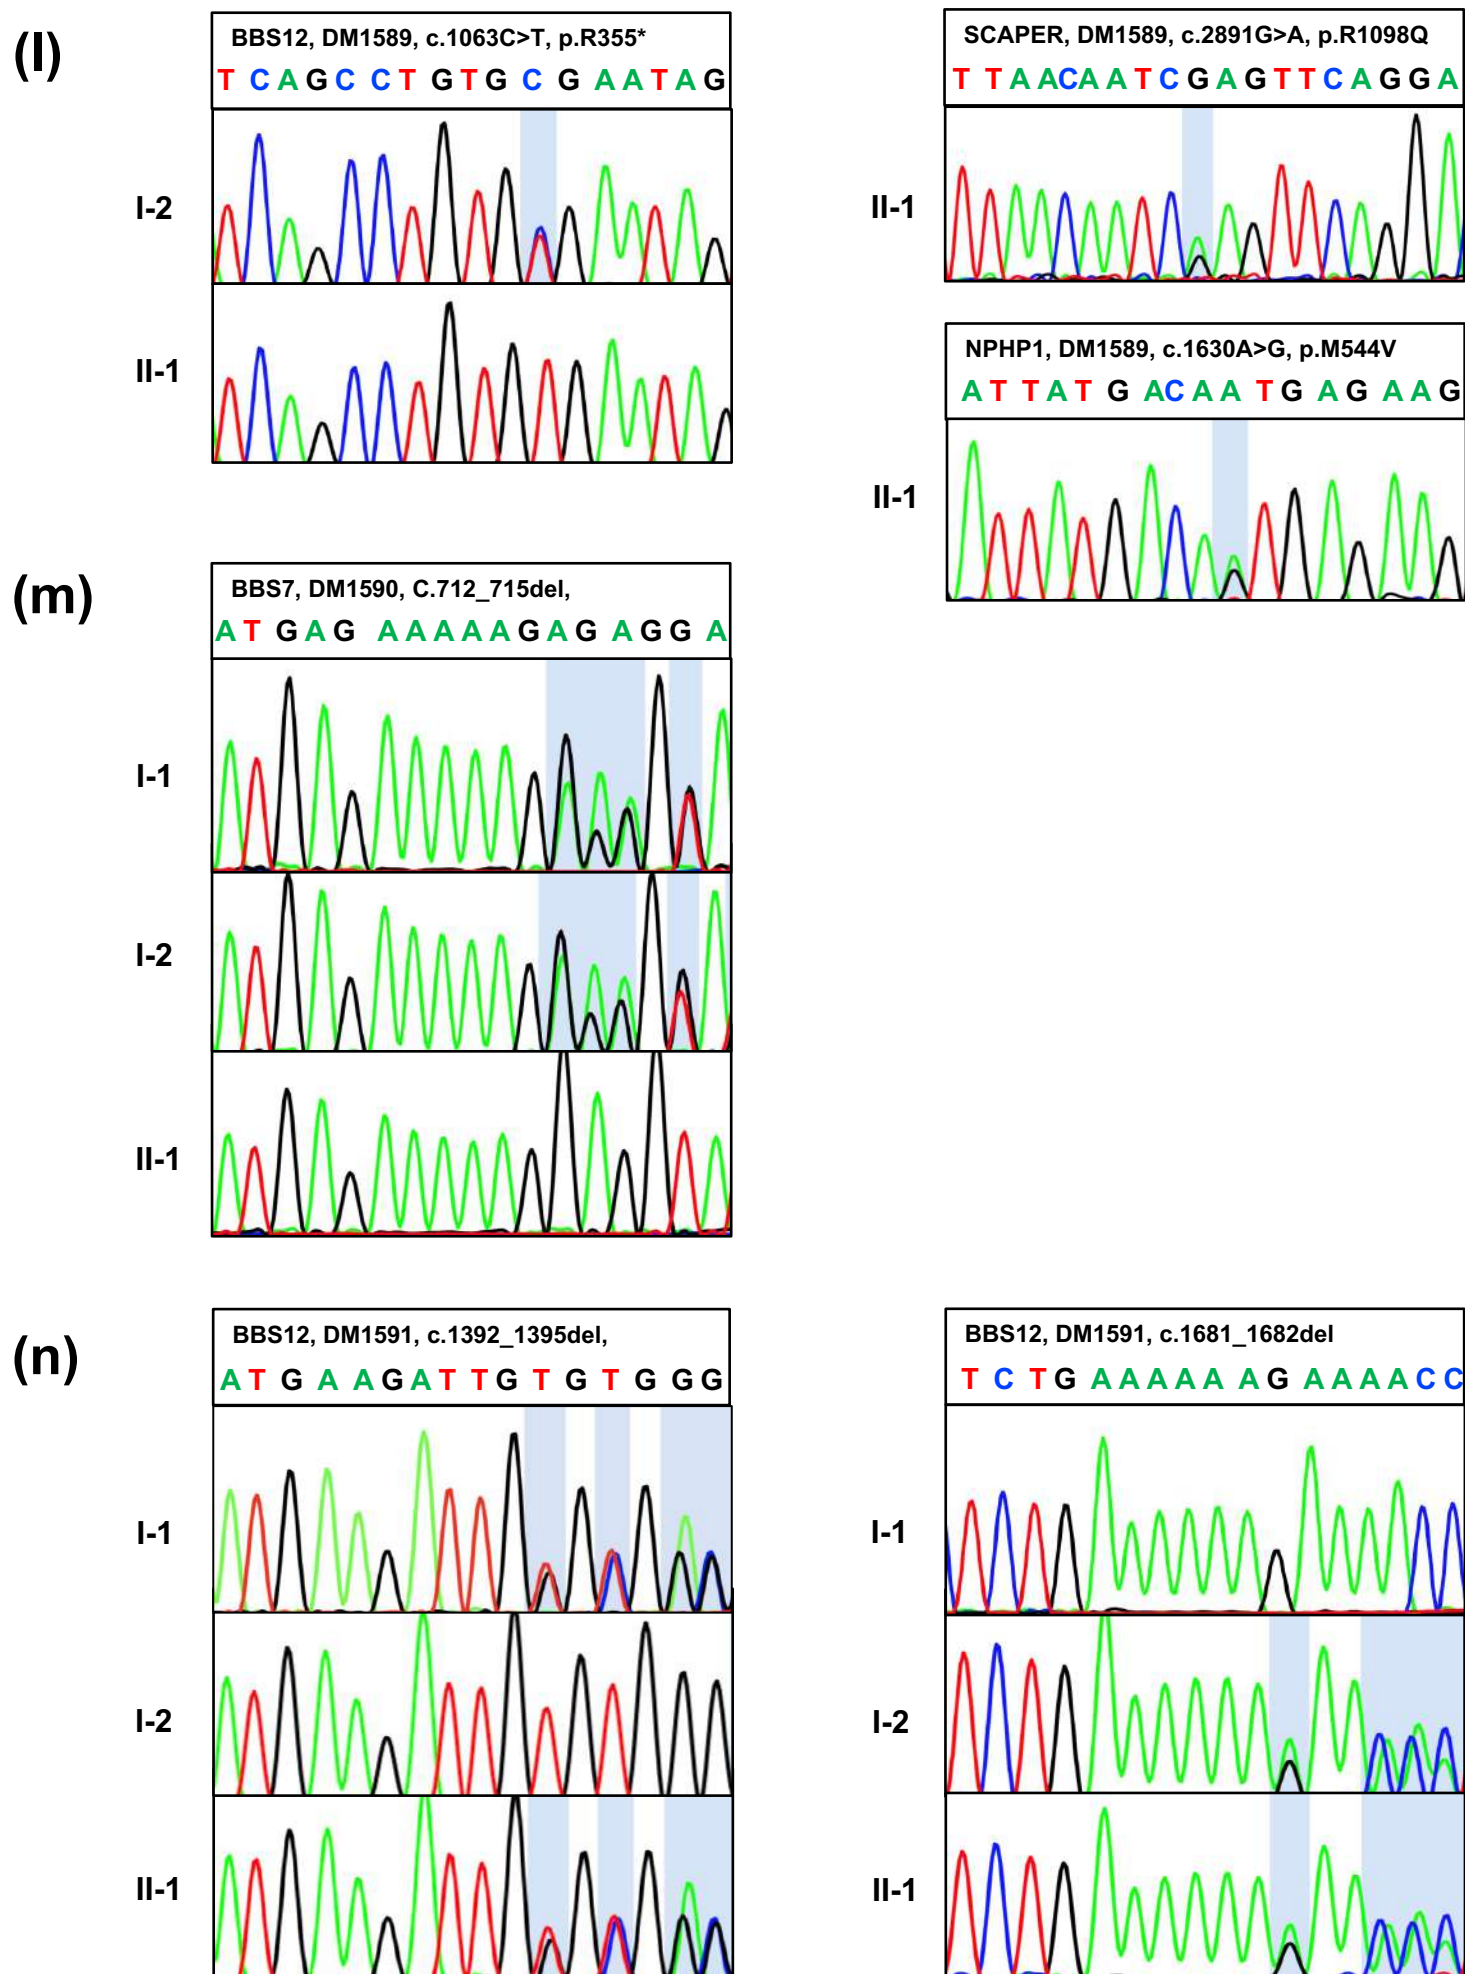 (l)
BBS12, DM1589, c.1063C>T, p.R355*
T C A G C C T G T G C G A A T A G
I-2
II-1
SCAPER, DM1589, c.2891G>A, p.R1098Q
T T A A C A A T C G A G T T C A G G A
II-1
NPHP1, DM1589, c.1630A>G, p.M544V
A T T A T G A C A A T G A G A A G
II-1
(m)
BBS7, DM1590, C.712_715del,
A T G A G A A A A A G A G A G G A
I-1
I-2
II-1
(n)
BBS12, DM1591, c.1392_1395del,
A T G A A G A T T G T G T G G G
I-1
I-2
II-1
BBS12, DM1591, c.1681_1682del
T C T G A A A A A A G A A A A C C
I-1
I-2
II-1